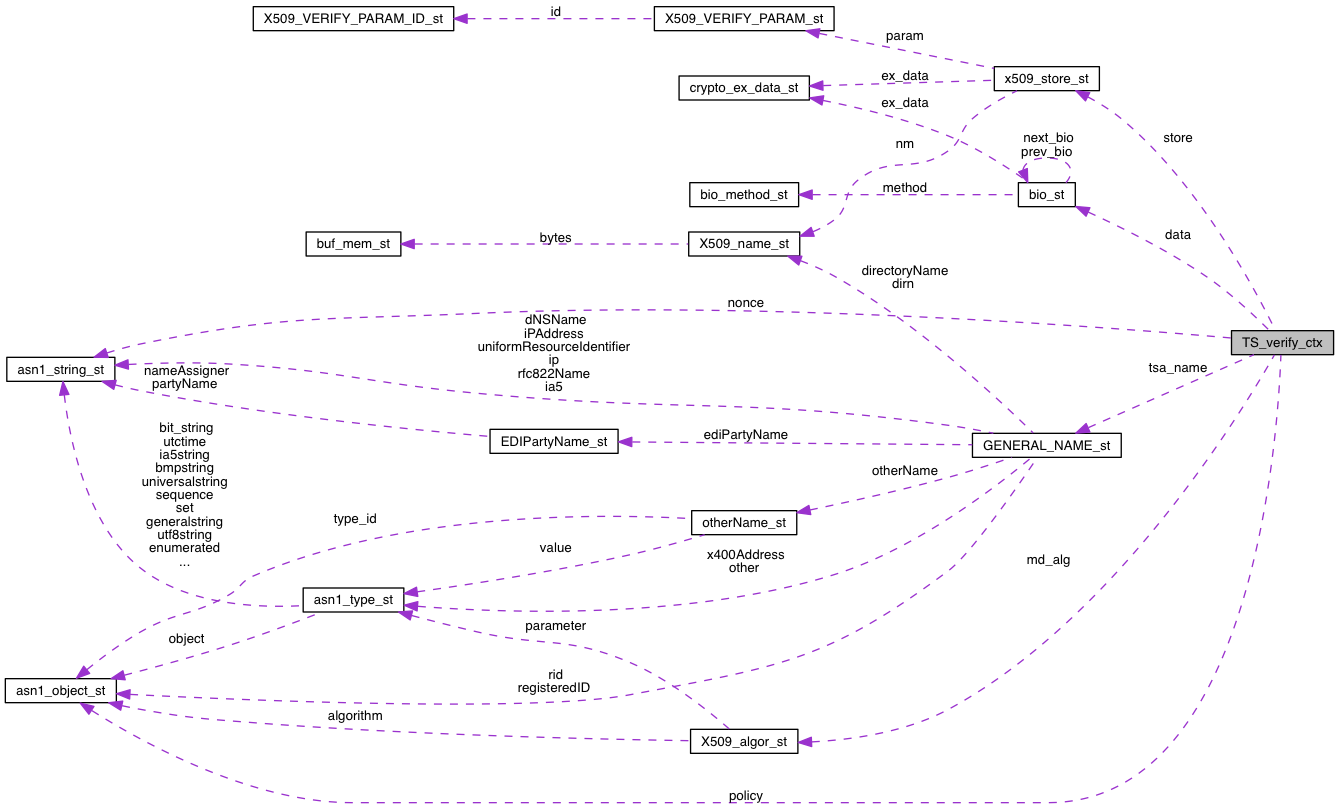 X509_VERIFY_PARAM_ID_st
id
X509_VERIFY_PARAM_st
param
x509_store_st
crypto_ex_data_st
ex_data
ex_data
store
nm
next_bio
prev_bio
bio_method_st
method
bio_st
data
buf_mem_st
bytes
X509_name_st
directoryName
dirn
nonce
TS_verify_ctx
dNSName
iPAddress
uniformResourceIdentifier
ip
rfc822Name
ia5
asn1_string_st
nameAssigner
partyName
tsa_name
EDIPartyName_st
ediPartyName
GENERAL_NAME_st
bit_string
utctime
ia5string
bmpstring
universalstring
sequence
set
generalstring
utf8string
enumerated
...
otherName
type_id
otherName_st
value
x400Address
other
md_alg
asn1_type_st
object
parameter
asn1_object_st
rid
registeredID
algorithm
X509_algor_st
policy